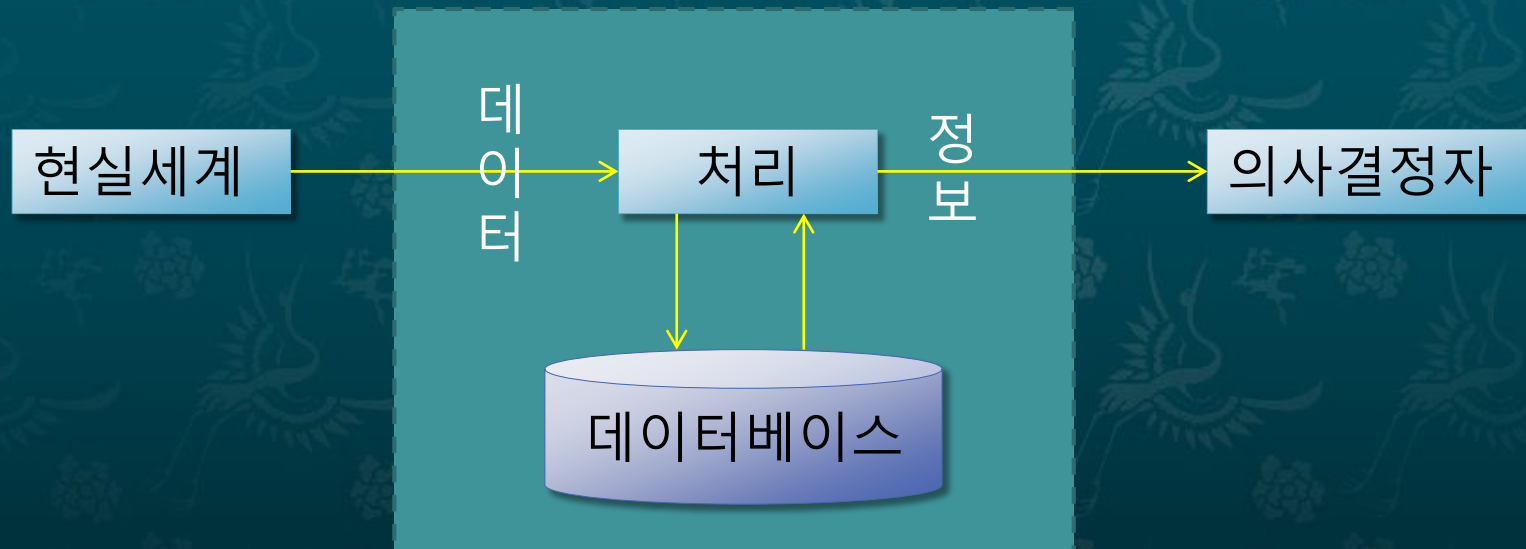 현실세계
데이터
처리
정보
의사결정자
데이터베이스